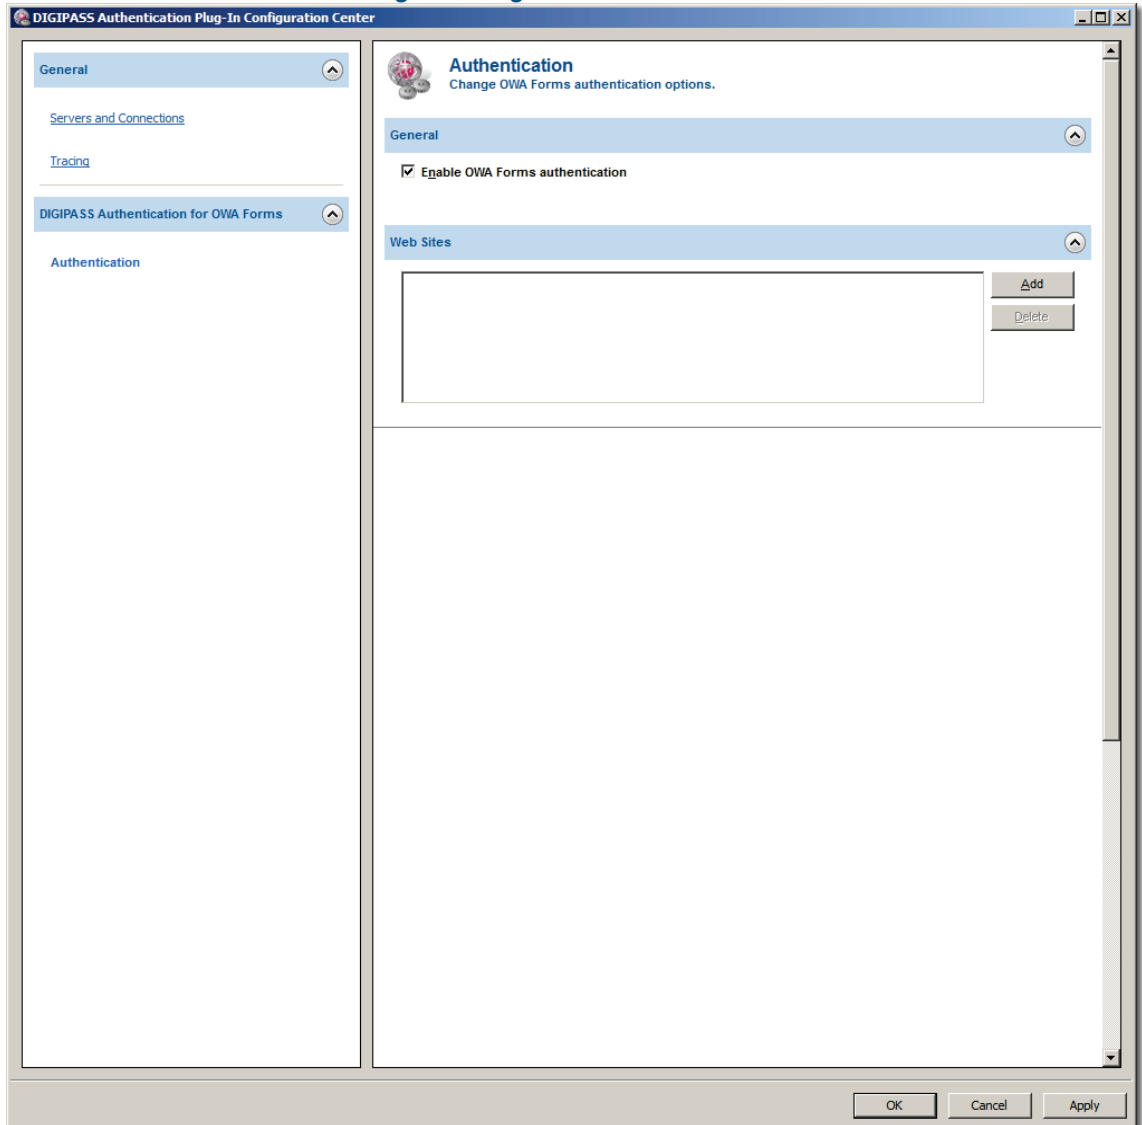 DIGIPASS Authentication Plug-In Configuration Center
General
Servers and Connections
Tracing
DIGIPASS Authentication for OWA Forms
Authentication
Authentication
Change OWA Forms authentication options.
General
Enable OWA Forms authentication
Web Sites
Add
Delete
OK
Cancel
Apply